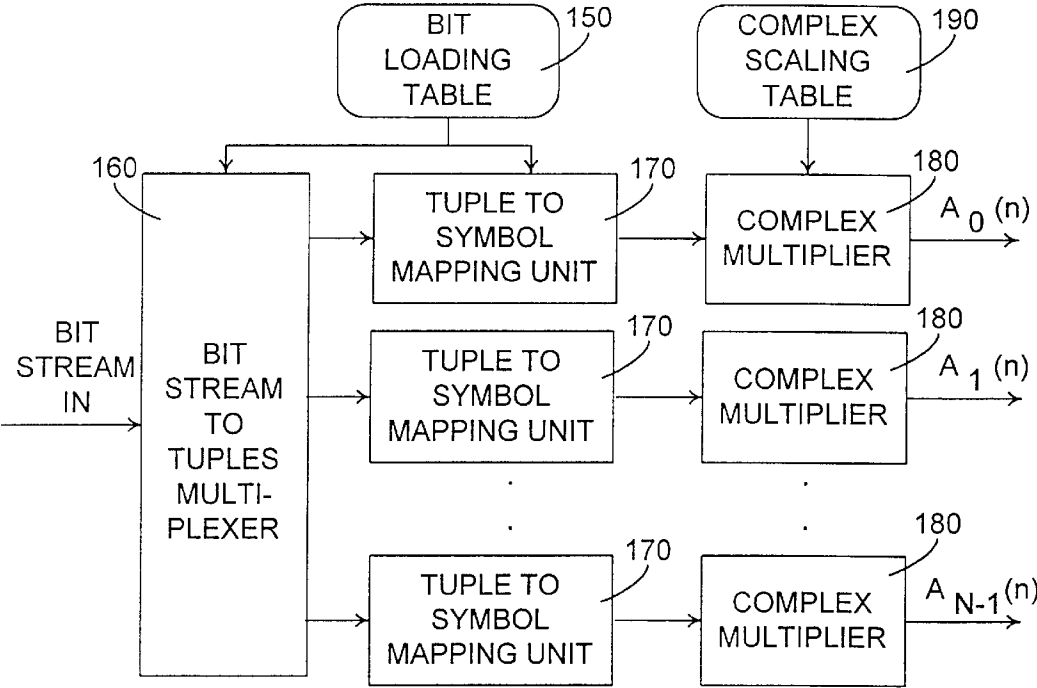 BIT
LOADING
TABLE
150
COMPLEX
SCALING
TABLE
190
160
BIT
STREAM
IN
BIT
STREAM
TO
TUPLES
MULTI-
PLEXER
TUPLE TO
SYMBOL
MAPPING UNIT
170
COMPLEX
MULTIPLIER
180
A 0 (n)
TUPLE TO
SYMBOL
MAPPING UNIT
170
COMPLEX
MULTIPLIER
180
A 1 (n)
TUPLE TO
SYMBOL
MAPPING UNIT
170
COMPLEX
MULTIPLIER
180
A N-1 (n)